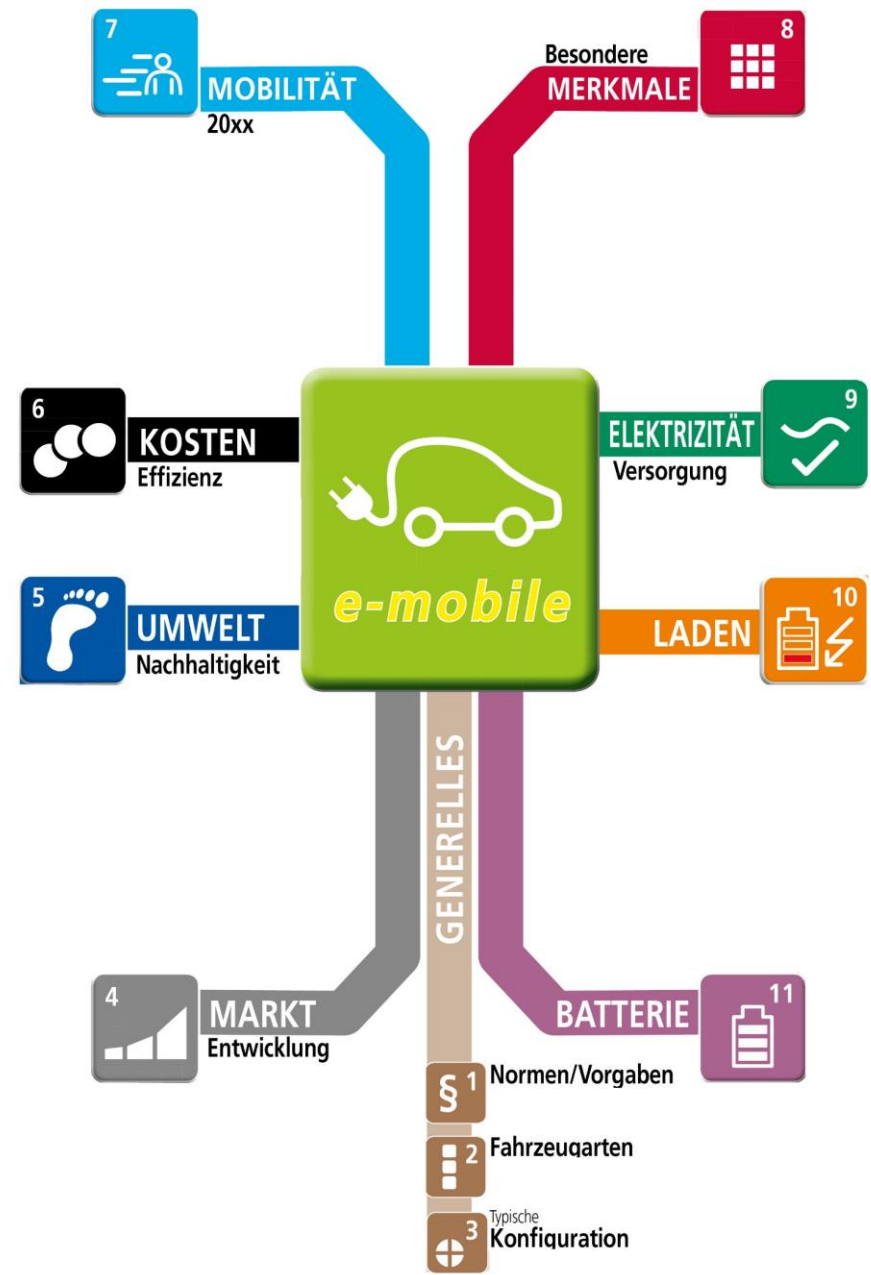 7
MOBILITÄT
20xx
8
Besondere
MERKMALE
6
KOSTEN
Effizienz
9
ELEKTRIZITÄT
Versorgung
e-mobile
5
UMWELT
Nachhaltigkeit
10
LADEN
GENERELLES
4
MARKT
Entwicklung
11
BATTERIE
§ 1
Normen/Vorgaben
2
Fahrzeugarten
3
Typische
Konfiguration